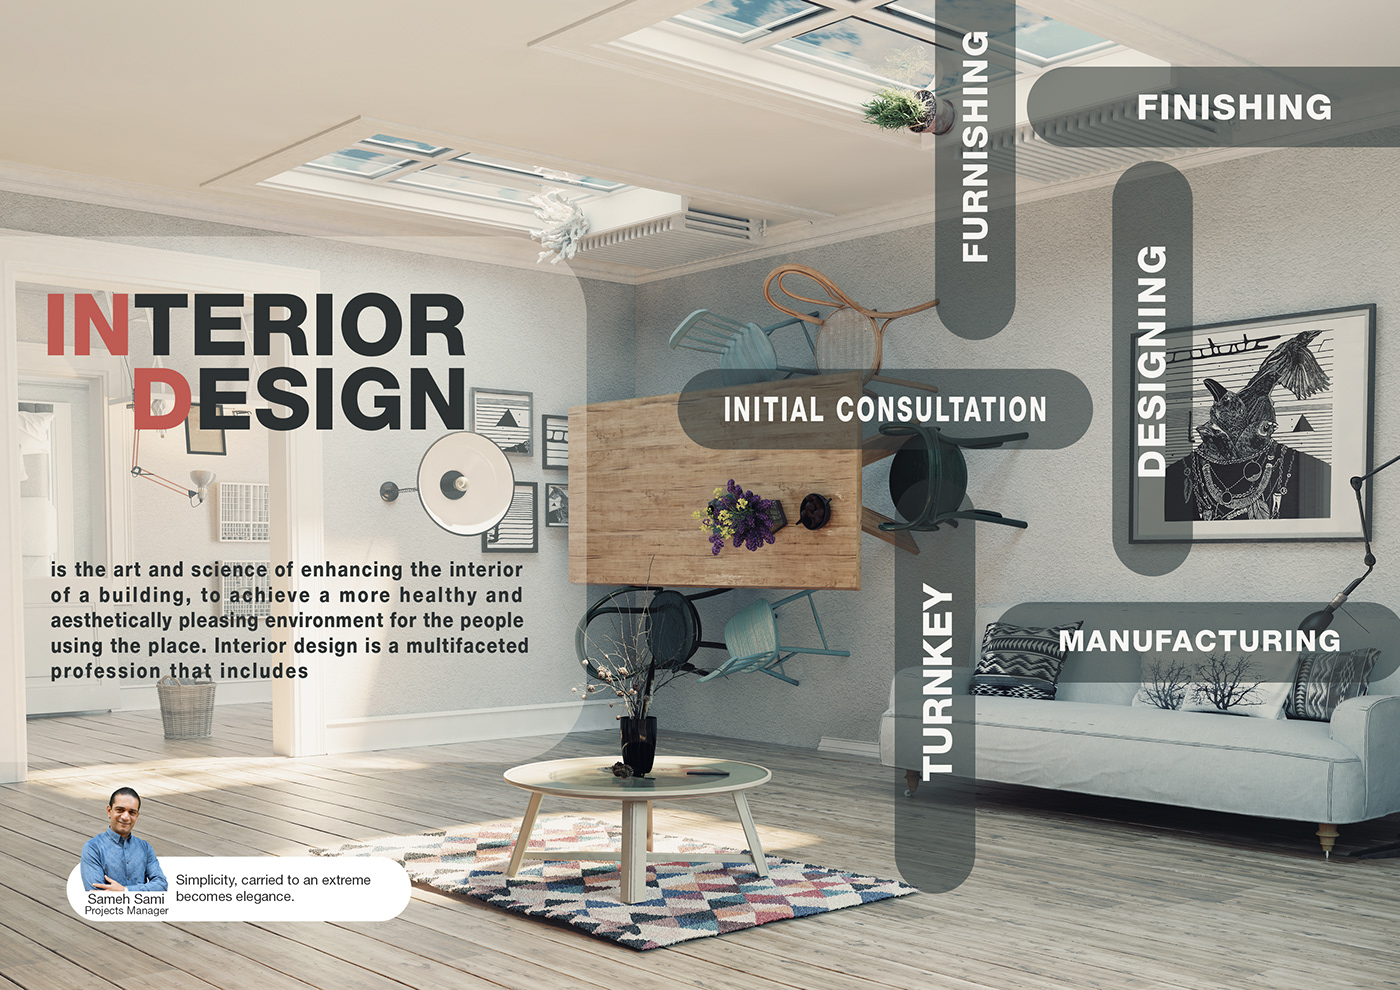 INTERIOR
DESIGN
is the art and science of enhancing the interior
of a building, to achieve a more healthy and
aesthetically pleasing environment for the people
using the place. Interior design is a multifaceted
profession that includes
FURNISHING
FINISHING
DESIGNING
INITIAL CONSULTATION
TURNKEY
MANUFACTURING
Simplicity, carried to an extreme
becomes elegance.
Sameh Sami
Projects Manager